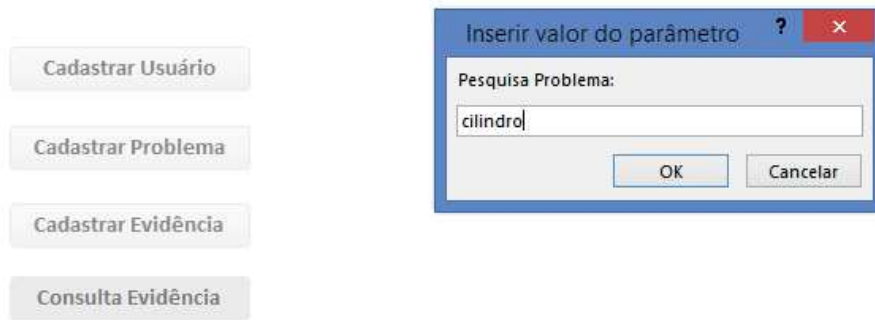 Cadastrar Usuário
Cadastrar Problema
Cadastrar Evidência
Consulta Evidência
Inserir valor do parâmetro ? ×
Pesquisa Problema:
cilindro
OK Cancelar